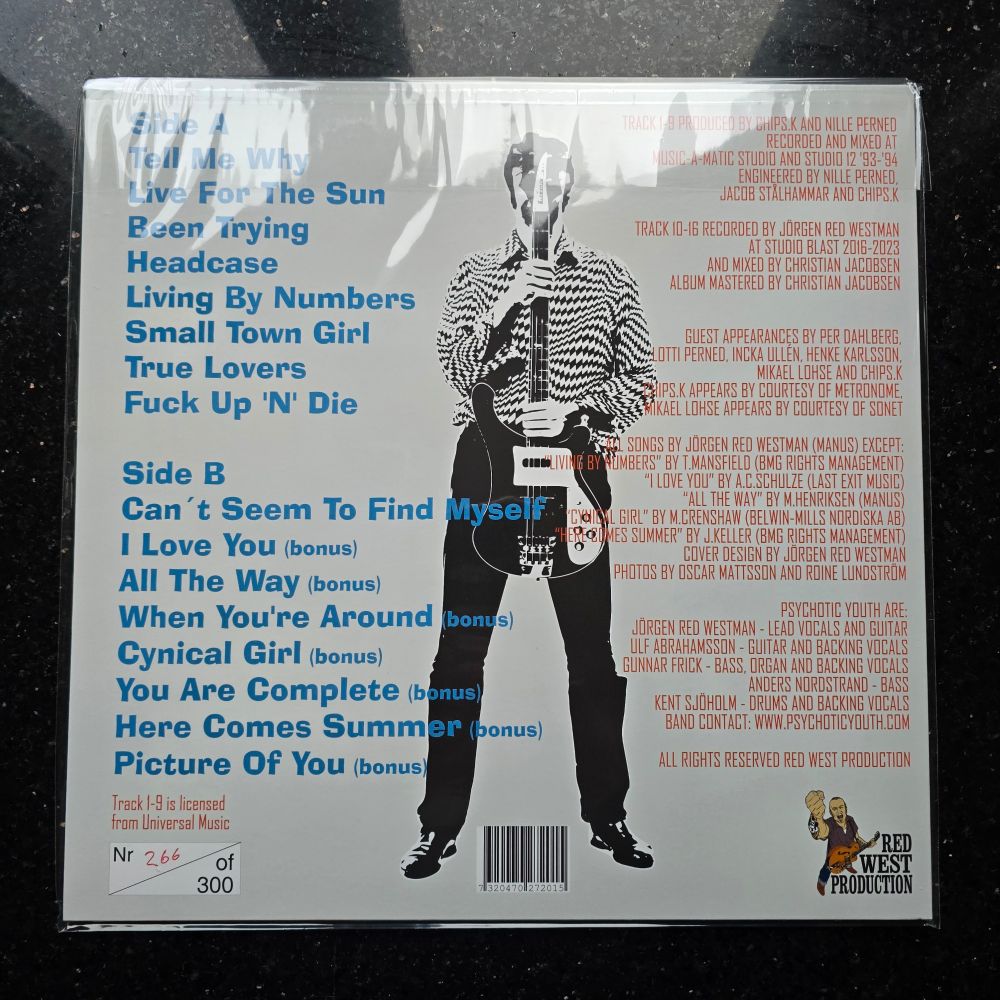 Side A
Tell Me Why
Live For The Sun
Been Trying
Headcase
Living By Numbers
Small Town Girl
True Lovers
Fuck Up 'N' Die
Side B
Can´t Seem To Find Myself
I Love You (bonus)
All The Way (bonus)
When You're Around (bonus)
Cynical Girl (bonus)
You Are Complete (bonus)
Here Comes Summer (bonus)
Picture Of You (bonus)
Track 1-9 is licensed
from Universal Music
Nr 266 of
300
TRACK 1-9 PRODUCED BY CHIPS.K AND NILLE PERNED
RECORDED AND MIXED AT
MUSIC-A-MATIC STUDIO AND STUDIO 12 '93-'94
ENGINEERED BY NILLE PERNED,
JACOB STÅLHAMMAR AND CHIPS.K
TRACK 10-16 RECORDED BY JÖRGEN RED WESTMAN
AT STUDIO BLAST 2016-2023
AND MIXED BY CHRISTIAN JACOBSEN
ALBUM MASTERED BY CHRISTIAN JACOBSEN
GUEST APPEARANCES BY PER DAHLBERG,
LOTTI PERNED, INCKA ULLÉN, HENKE KARLSSON,
MIKAEL LOHSE AND CHIPS.K
CHIPS.K APPEARS BY COURTESY OF METRONOME,
MIKAEL LOHSE APPEARS BY COURTESY OF SONET
ALL SONGS BY JÖRGEN RED WESTMAN (MANUS) EXCEPT:
"LIVING BY NUMBERS" BY T.MANSFIELD (BMG RIGHTS MANAGEMENT)
"I LOVE YOU" BY A.C.SCHULZE (LAST EXIT MUSIC)
"ALL THE WAY" BY M.HENRIKSEN (MANUS)
"CYNICAL GIRL" BY M.CRENSHAW (BELWIN-MILLS NORDISKA AB)
"HERE COMES SUMMER" BY J.KELLER (BMG RIGHTS MANAGEMENT)
COVER DESIGN BY JÖRGEN RED WESTMAN
PHOTOS BY OSCAR MATTSSON AND ROINE LUNDSTRÖM
PSYCHOTIC YOUTH ARE:
JÖRGEN RED WESTMAN - LEAD VOCALS AND GUITAR
ULF ABRAHAMSSON - GUITAR AND BACKING VOCALS
GUNNAR FRICK - BASS, ORGAN AND BACKING VOCALS
ANDERS NORDSTRAND - BASS
KENT SJÖHOLM - DRUMS AND BACKING VOCALS
BAND CONTACT: WWW.PSYCHOTICYOUTH.COM
ALL RIGHTS RESERVED RED WEST PRODUCTION
7 320470 272015
RED
WEST
PRODUCTION